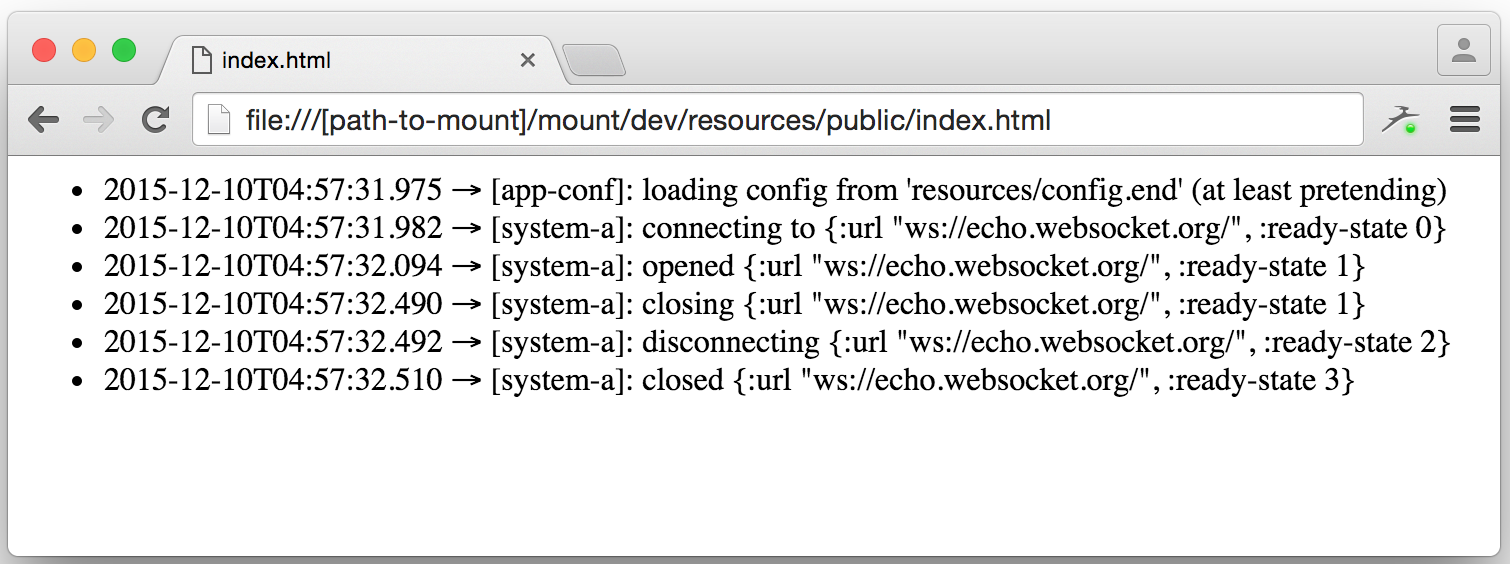 index.html
file:///[path-to-mount]/mount/dev/resources/public/index.html
• 2015-12-10T04:57:31.975 → [app-conf]: loading config from 'resources/config.end' (at least pretending)
• 2015-12-10T04:57:31.982 → [system-a]: connecting to {:url "ws://echo.websocket.org/", :ready-state 0}
• 2015-12-10T04:57:32.094 → [system-a]: opened {:url "ws://echo.websocket.org/", :ready-state 1}
• 2015-12-10T04:57:32.490 → [system-a]: closing {:url "ws://echo.websocket.org/", :ready-state 1}
• 2015-12-10T04:57:32.492 → [system-a]: disconnecting {:url "ws://echo.websocket.org/", :ready-state 2}
• 2015-12-10T04:57:32.510 → [system-a]: closed {:url "ws://echo.websocket.org/", :ready-state 3}